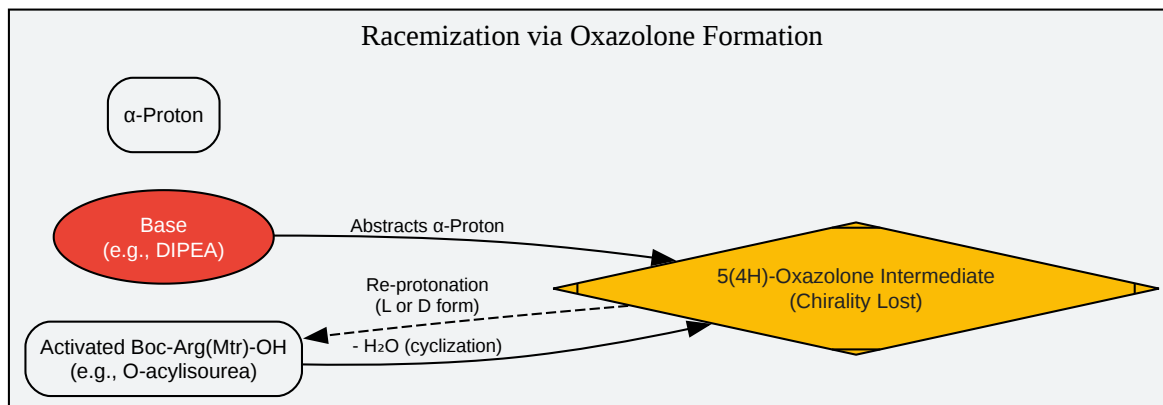 Racemization via Oxazolone Formation
α-Proton
Base
(e.g., DIPEA)
Abstracts α-Proton
5(4H)-Oxazolone Intermediate
(Chirality Lost)
Re-protonation
(L or D form)
Activated Boc-Arg(Mtr)-OH
(e.g., O-acylisourea)
- H₂O (cyclization)